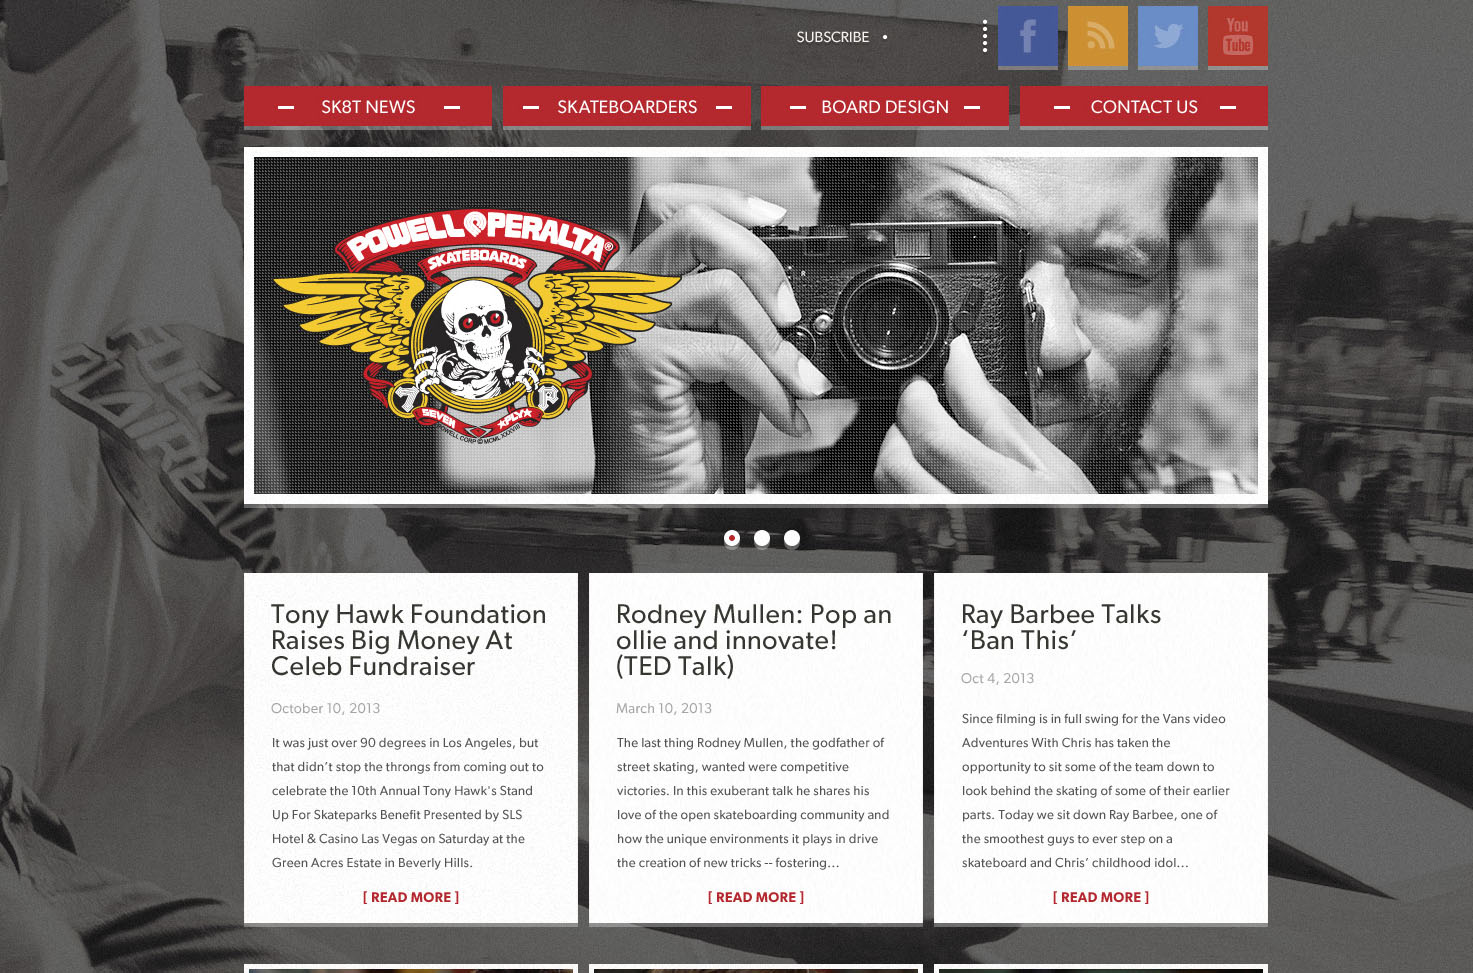 SUBSCRIBE •
f
You
Tube
SK8T NEWS
SKATEBOARDERS
BOARD DESIGN
CONTACT US
POWELL PERALTA®
SKATEBOARDS
7 P
SEVEN PLY
POWELL CORP © MCML XXXVIII
Tony Hawk Foundation
Raises Big Money At
Celeb Fundraiser
October 10, 2013
It was just over 90 degrees in Los Angeles, but
that didn't stop the throngs from coming out to
celebrate the 10th Annual Tony Hawk's Stand
Up For Skateparks Benefit Presented by SLS
Hotel & Casino Las Vegas on Saturday at the
Green Acres Estate in Beverly Hills.
[ READ MORE ]
Rodney Mullen: Pop an
ollie and innovate!
(TED Talk)
March 10, 2013
The last thing Rodney Mullen, the godfather of
street skating, wanted were competitive
victories. In this exuberant talk he shares his
love of the open skateboarding community and
how the unique environments it plays in drive
the creation of new tricks -- fostering...
[ READ MORE ]
Ray Barbee Talks
‘Ban This’
Oct 4, 2013
Since filming is in full swing for the Vans video
Adventures With Chris has taken the
opportunity to sit some of the team down to
look behind the skating of some of their earlier
parts. Today we sit down Ray Barbee, one of
the smoothest guys to ever step on a
skateboard and Chris’ childhood idol...
[ READ MORE ]